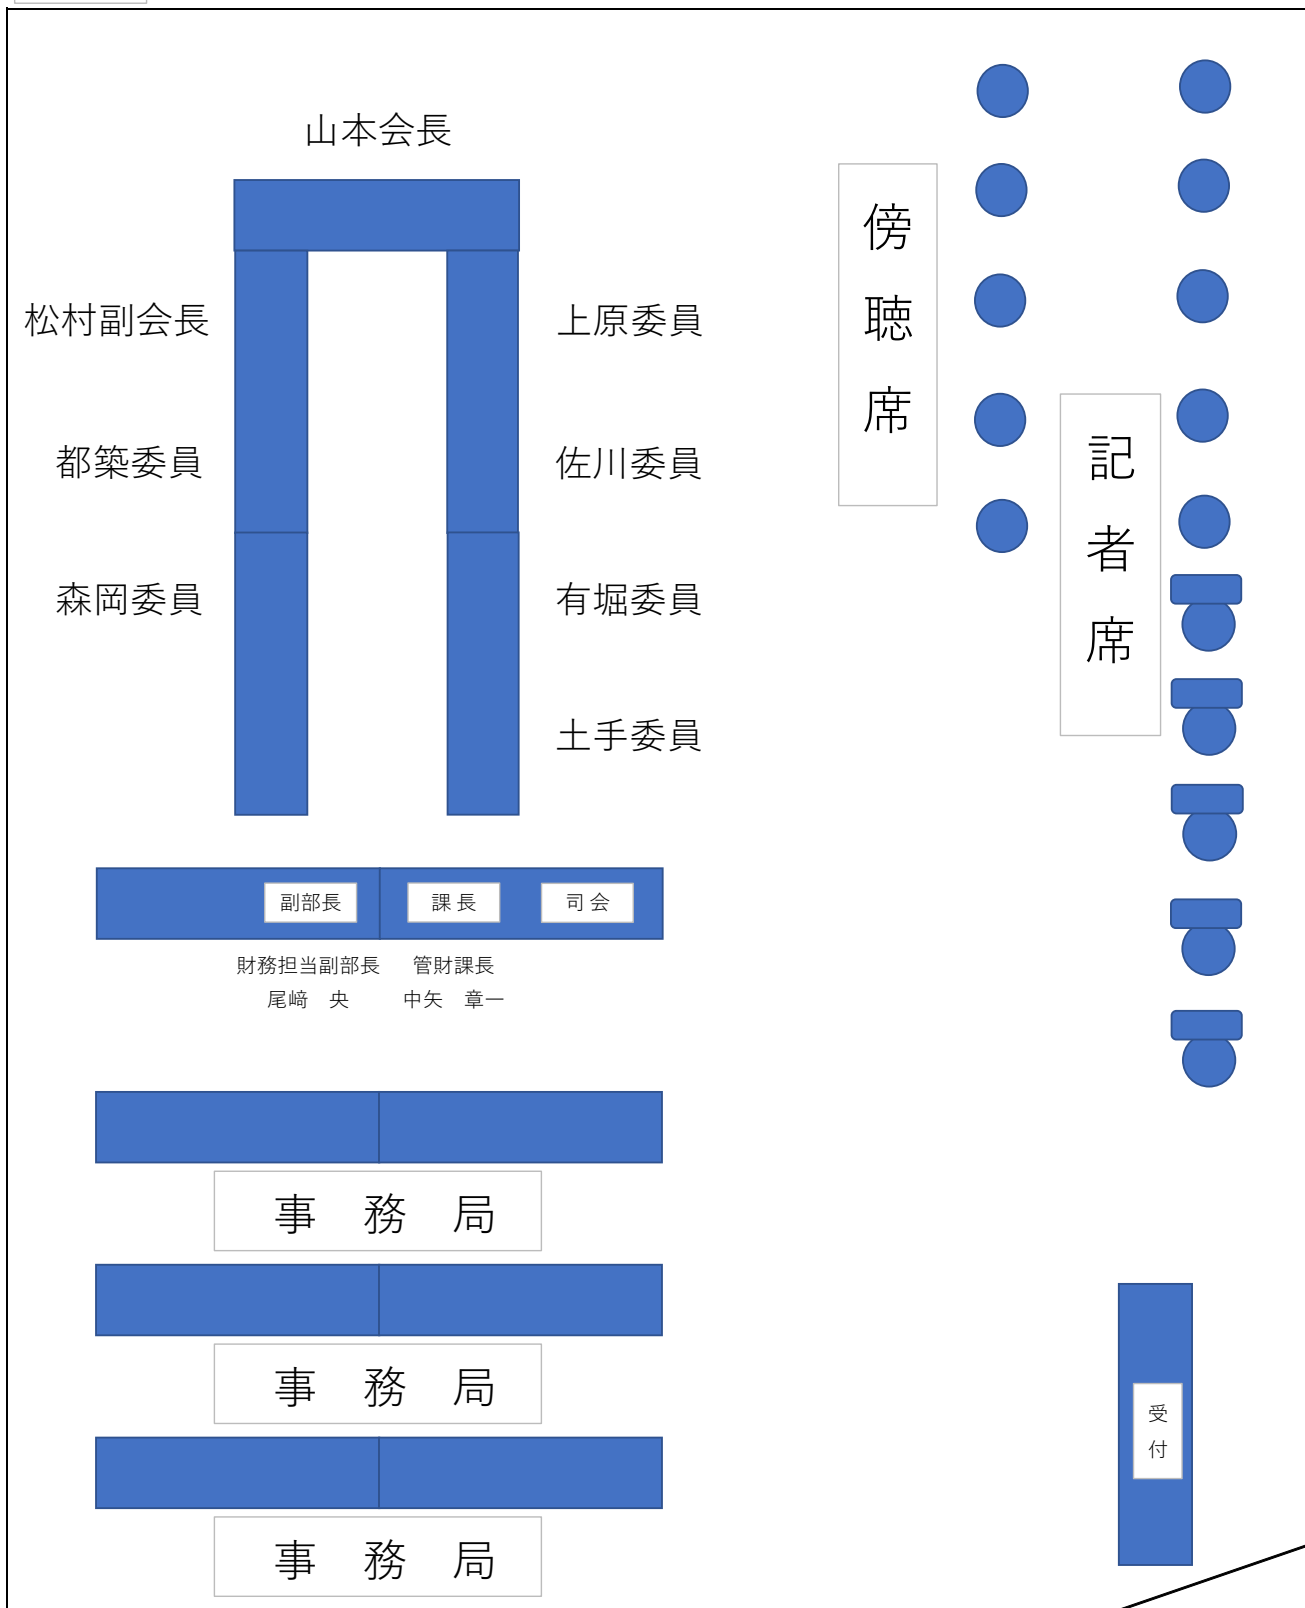 山本会長
松村副会長
上原委員
都築委員
佐川委員
森岡委員
有堀委員
土手委員
傍聴席
記者席
副部長
課長
司会
財務担当副部長
尾﨑　央
管財課長
中矢　章一
事　務　局
事　務　局
事　務　局
受付